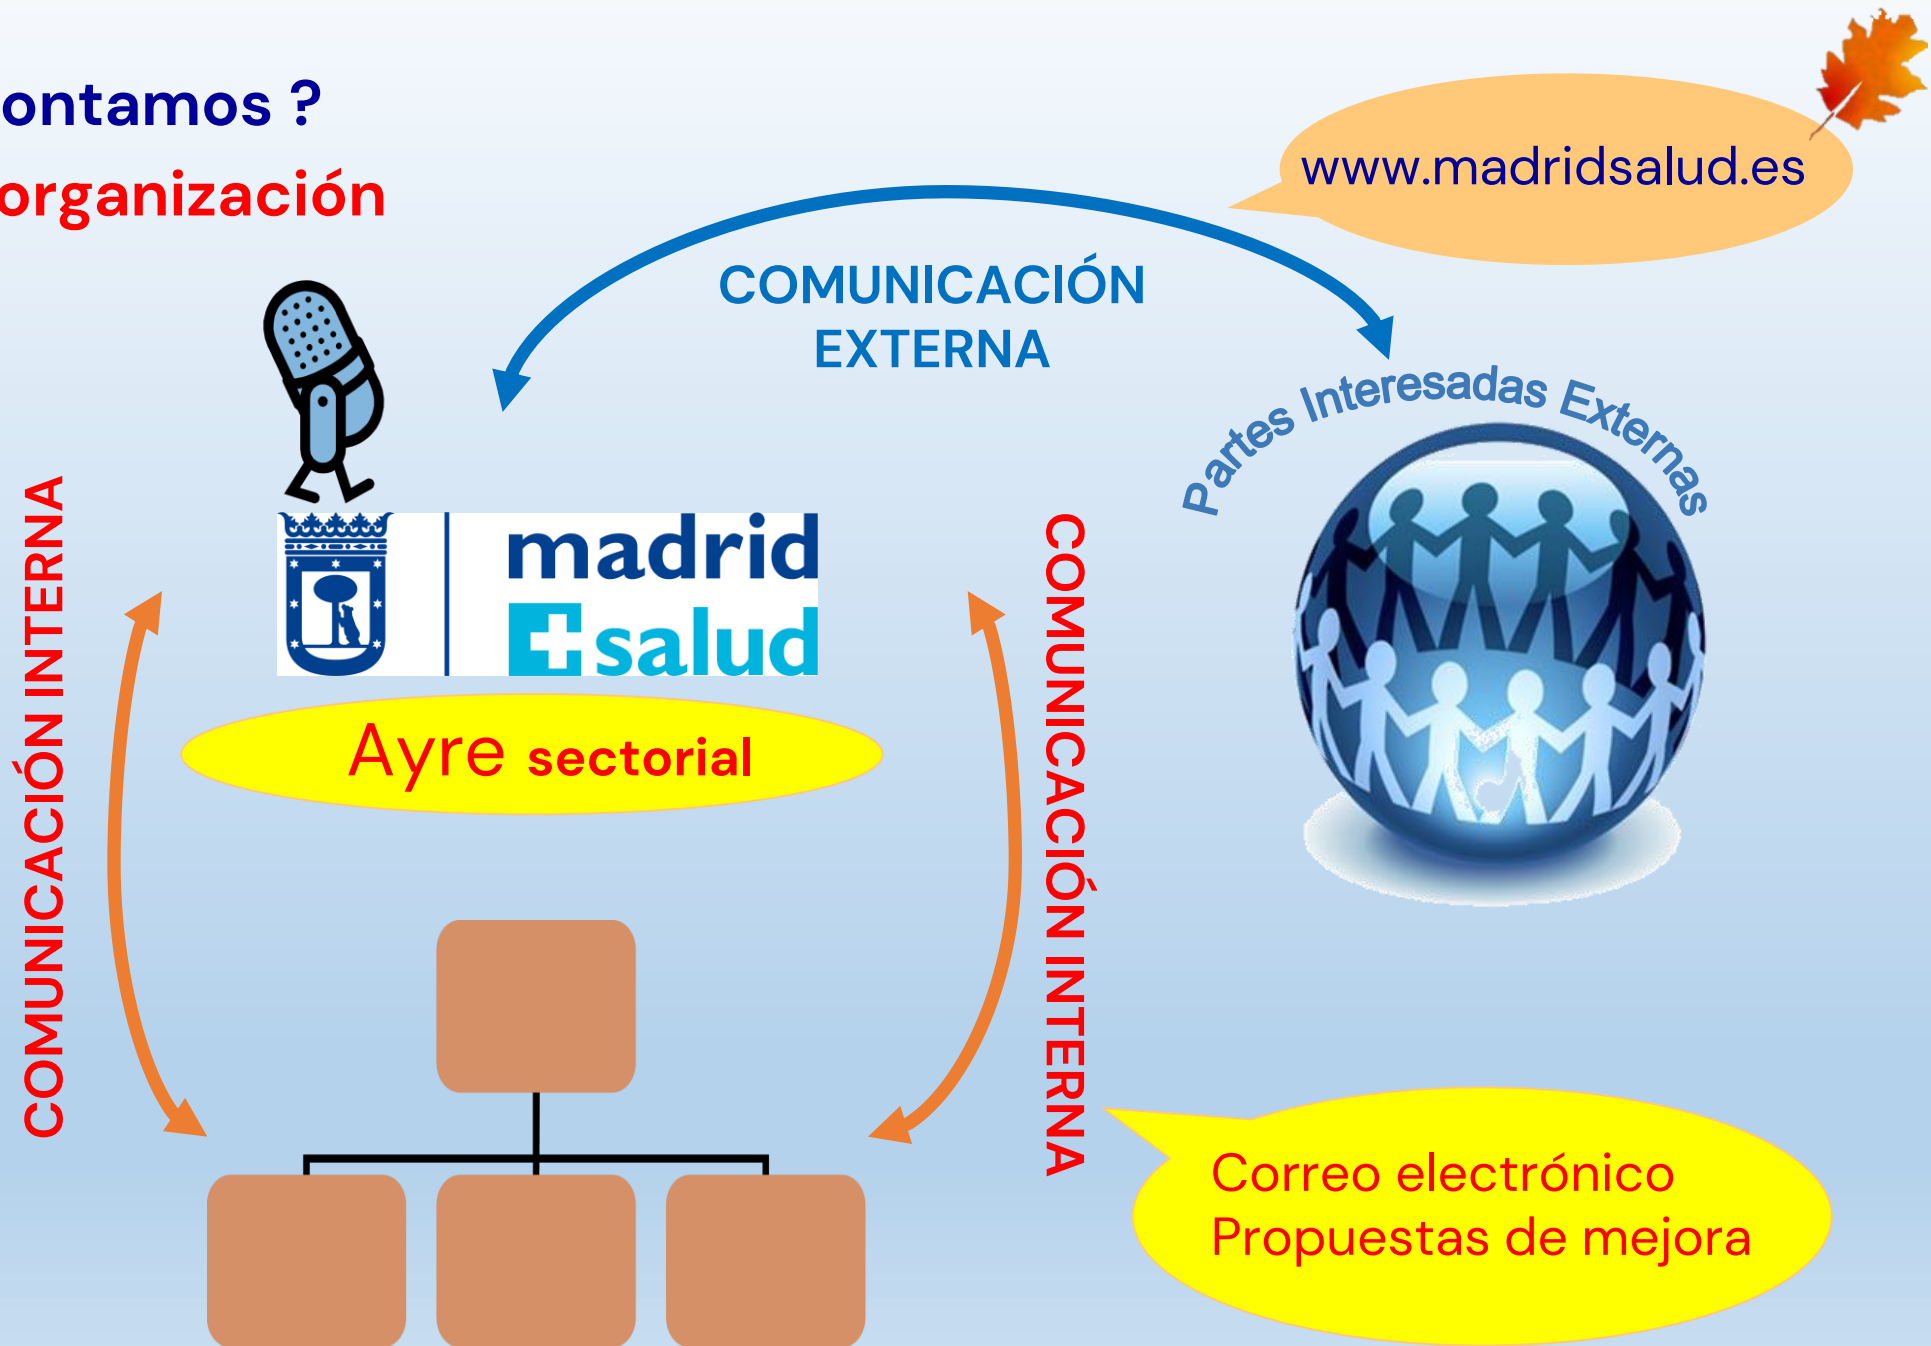 ontamos ?
organización
www.madridsalud.es
COMUNICACIÓN
EXTERNA
Partes Interesadas Externas
COMUNICACIÓN INTERNA
madrid
salud
COMUNICACIÓN INTERNA
Ayre sectorial
Correo electrónico
Propuestas de mejora